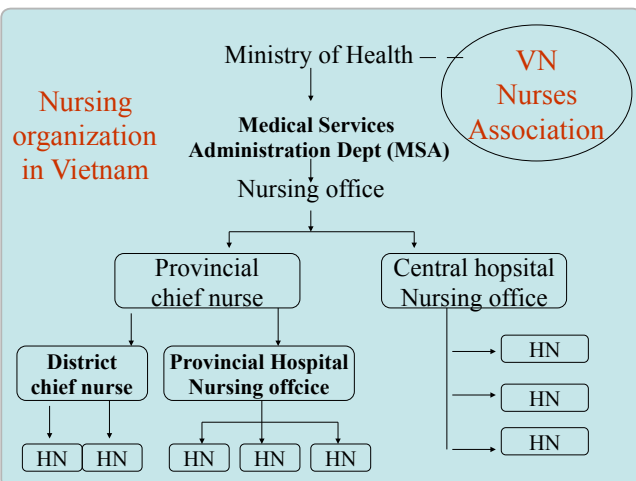 Ministry of Health
VN
Nurses
Association
Nursing
organization
in Vietnam
Medical Services
Administration Dept (MSA)
Nursing office
Provincial
chief nurse
Central hopsital
Nursing office
District
chief nurse
Provincial Hospital
Nursing offcice
HN
HN
HN
HN
HN
HN
HN
HN